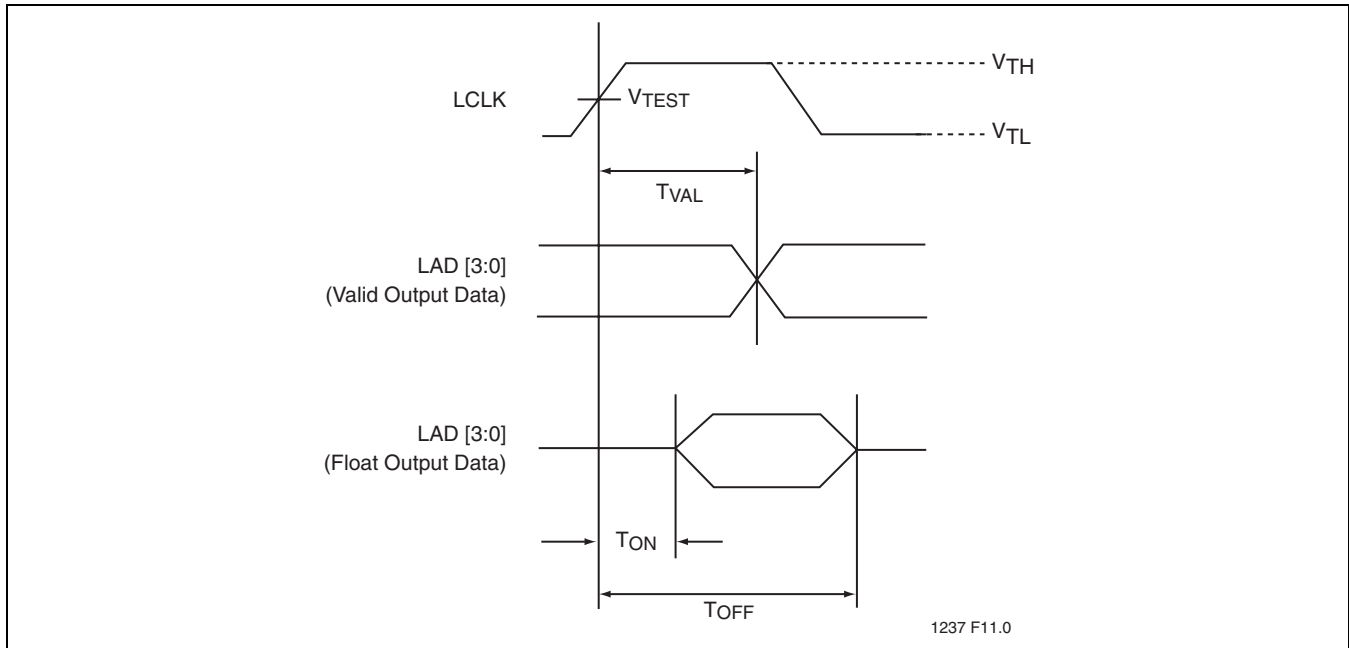 VTH
LCLK
VTEST
VTL
TVAL
LAD [3:0]
(Valid Output Data)
LAD [3:0]
(Float Output Data)
TON
TOFF
1237 F11.0